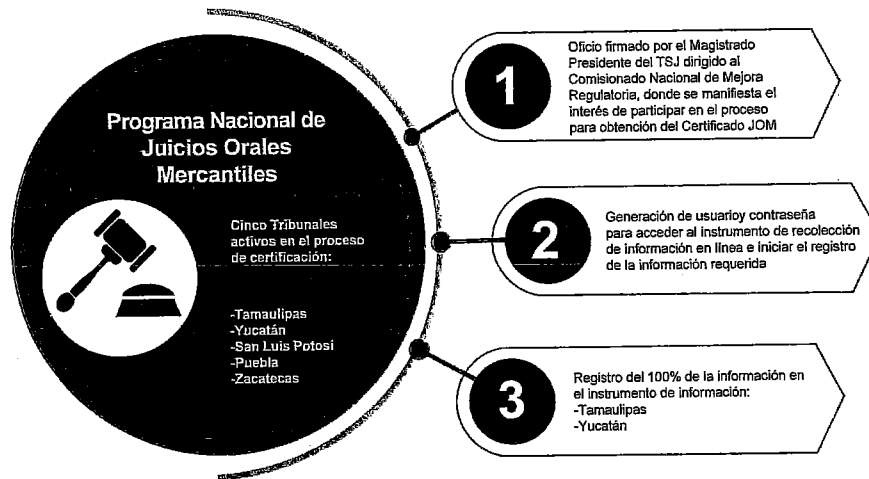 Programa Nacional de
Juicios Orales
Mercantiles
Cinco Tribunales
activos en el proceso
de certificación:
-Tamaulipas
-Yucatán
-San Luis Potosí
-Puebla
-Zacatecas
1
Oficio firmado por el Magistrado
Presidente del TSJ dirigido al
Comisionado Nacional de Mejora
Regulatoria, donde se manifiesta el
interés de participar en el proceso
para obtención del Certificado JOM
2
Generación de usuarioy contraseña
para acceder al instrumento de recolección
de información en línea e iniciar el registro
de la información requerida
3
Registro del 100% de la información en
el instrumento de información:
-Tamaulipas
-Yucatán